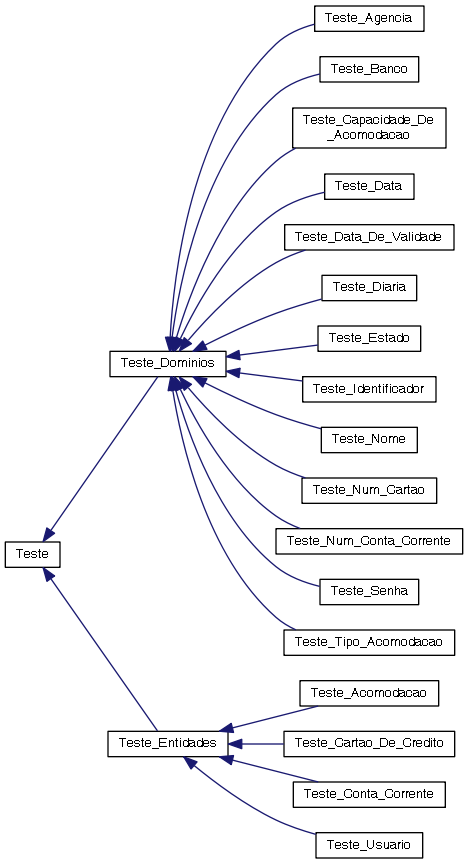 Teste_Agencia
Teste_Banco
Teste_Capacidade_De
_Acomodacao
Teste_Data
Teste_Data_De_Validade
Teste_Diaria
Teste_Estado
Teste_Dominios
Teste_Identificador
Teste_Nome
Teste_Num_Cartao
Teste_Num_Conta_Corrente
Teste
Teste_Senha
Teste_Tipo_Acomodacao
Teste_Acomodacao
Teste_Entidades
Teste_Cartao_De_Credito
Teste_Conta_Corrente
Teste_Usuario